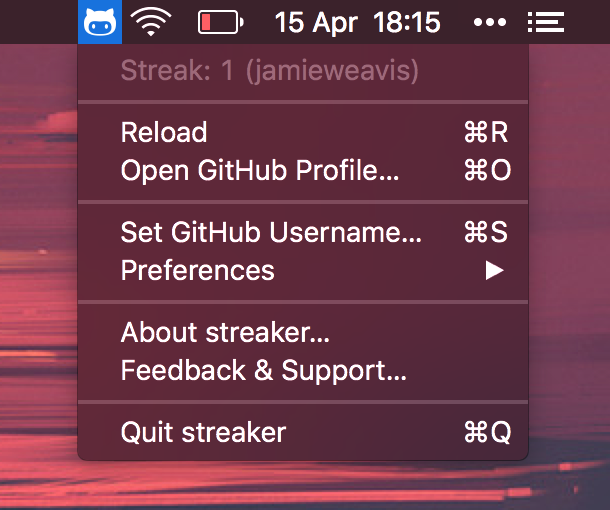 15 Apr 18:15 •••
Streak: 1 (jamieweavis)
Reload ⌘R
Open GitHub Profile... ⌘O
Set GitHub Username... ⌘S
Preferences ▶
About streaker...
Feedback & Support...
Quit streaker ⌘Q